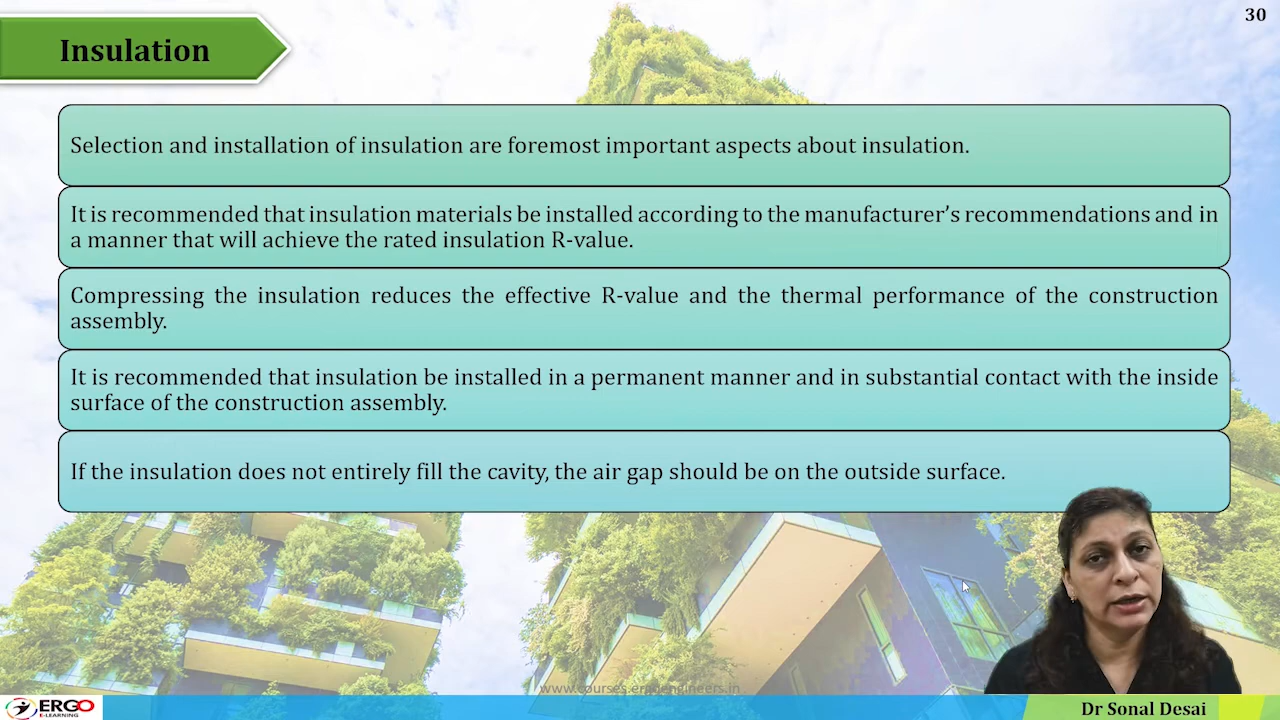 30
Insulation
Selection and installation of insulation are foremost important aspects about insulation.
It is recommended that insulation materials be installed according to the manufacturer’s recommendations and in
a manner that will achieve the rated insulation R-value.
Compressing the insulation reduces the effective R-value and the thermal performance of the construction
assembly.
It is recommended that insulation be installed in a permanent manner and in substantial contact with the inside
surface of the construction assembly.
If the insulation does not entirely fill the cavity, the air gap should be on the outside surface.
www.courses.ergoengineers.in
ERGO
E-LEARNING
Dr Sonal Desai